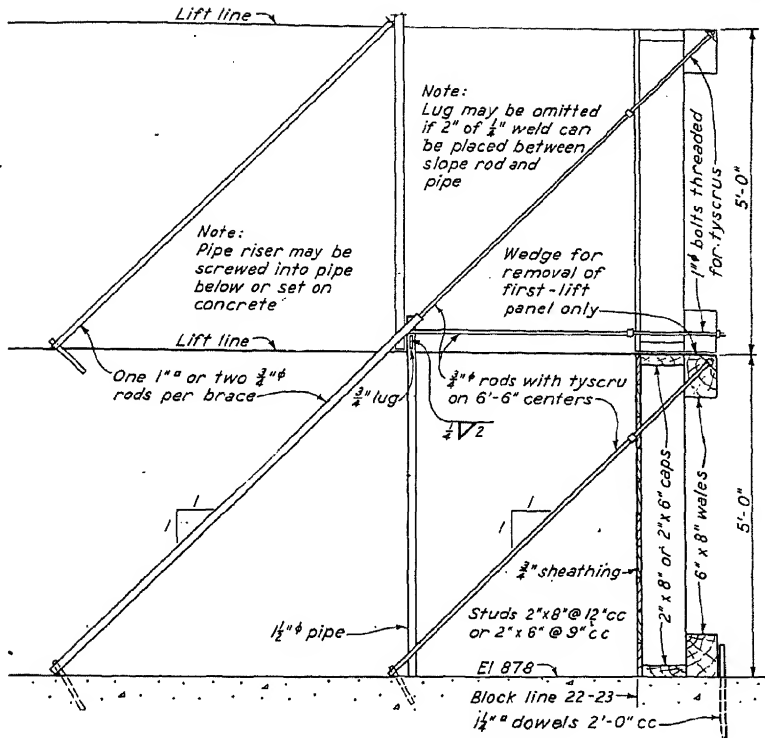 Lift line
Note:
Lug may be omitted
if 2" of 1/4" weld can
be placed between
slope rod and
pipe
5'-0"
1"ϕ bolts threaded
for tyscrus
Note:
Pipe riser may be
screwed into pipe
below or set on
concrete
Wedge for
removal of
first-lift
panel only
Lift line
One 1"□ or two 3/4"ϕ
rods per brace
3/4" lug
3/4"ϕ rods with tyscru
on 6'-6" centers
1/4 2
1
1
1
1
3/4" sheathing
2"x8" or 2"x6" caps
6"x8" wales
5'-0"
1 1/2"ϕ pipe
Studs 2"x8"@ 12"cc
or 2"x6"@ 9"cc
El 878
Block line 22-23
1 1/4"□ dowels 2'-0"cc